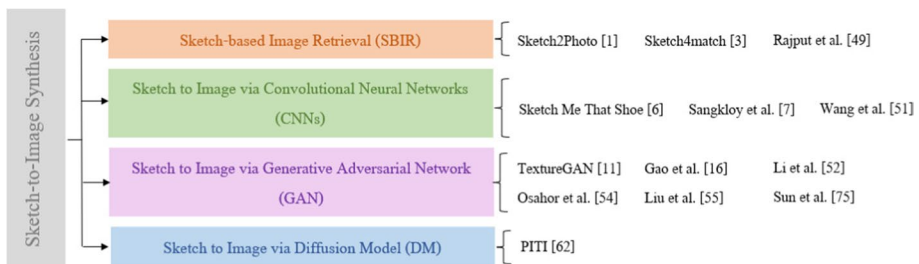 Sketch-to-Image Synthesis
Sketch-based Image Retrieval (SBIR)
Sketch2Photo [1] Sketch4match [3] Rajput et al. [49]
Sketch to Image via Convolutional Neural Networks
(CNNs)
Sketch Me That Shoe [6] Sangkloy et al. [7] Wang et al. [51]
Sketch to Image via Generative Adversarial Network
(GAN)
TextureGAN [11] Gao et al. [16] Li et al. [52]
Osahor et al. [54] Liu et al. [55] Sun et al. [75]
Sketch to Image via Diffusion Model (DM)
PITI [62]